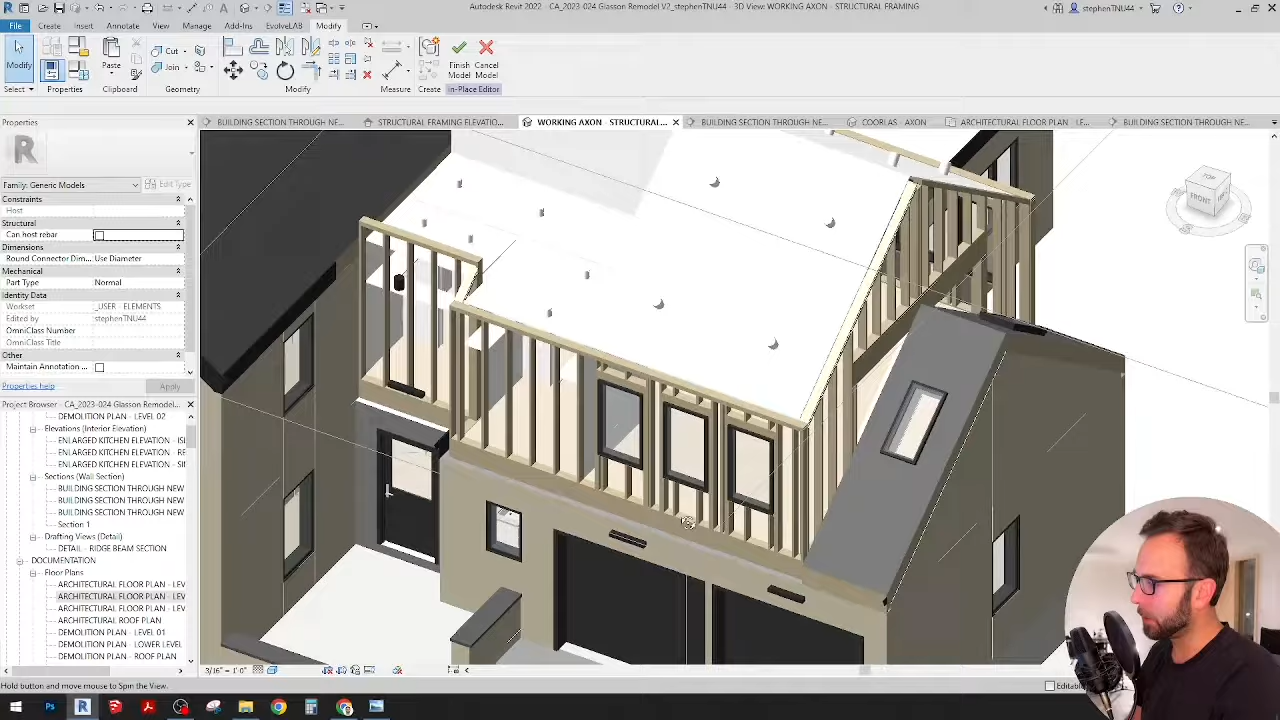 Autodesk Revit 2022 - CA_2023-024 Glasson Remodel V2_stephenTNU44 - 3D View: WORKING AXON - STRUCTURAL FRAMING
stephenTNU44
File
Create
Insert
Annotate
View
Manage
Add-Ins
EvolveLAB
Modify
Modify
Paste
Cut
Join
Finish Model
Cancel Model
Select
Properties
Clipboard
Geometry
Modify
Measure
Create
In-Place Editor
Properties
BUILDING SECTION THROUGH NE...
STRUCTURAL FRAMING ELEVATIO...
WORKING AXON - STRUCTURAL...
BUILDING SECTION THROUGH NE...
COORLAS - AXON
ARCHITECTURAL FLOOR PLAN - LE...
BUILDING SECTION THROUGH NE...
Family: Generic Models
Edit Type
Constraints
Host
Structural
Can host rebar
Dimensions
Round Connector Dim... Use Diameter
Mechanical
Part Type Normal
Identity Data
Workset _USER - ELEMENTS
Edited by stephenTNU44
OmniClass Number
OmniClass Title
Other
Maintain Annotation ...
Properties help
Apply
Project Browser - CA_2023-024 Glasson Remodel...
DEMOLITION PLAN - LEVEL 02
Elevations (Interior Elevation)
ENLARGED KITCHEN ELEVATION - ISL
ENLARGED KITCHEN ELEVATION - RE
ENLARGED KITCHEN ELEVATION - SIN
Sections (Wall Section)
BUILDING SECTION THROUGH NEW
BUILDING SECTION THROUGH NEW
BUILDING SECTION THROUGH NEW
Section 1
Drafting Views (Detail)
DETAIL - RIDGE BEAM SECTION
DOCUMENTATION
Floor Plans
ARCHITECTURAL FLOOR PLAN - LEV
ARCHITECTURAL FLOOR PLAN - LEV
ARCHITECTURAL FLOOR PLAN - LEV
ARCHITECTURAL ROOF PLAN
DEMOLITION PLAN - LEVEL 01
DEMOLITION PLAN - LOWER LEVEL
DEMOLITION PLAN - ROOF PLAN
TOP
FRONT
3/16" = 1'-0"
Hold button and move mouse to Spin the View.